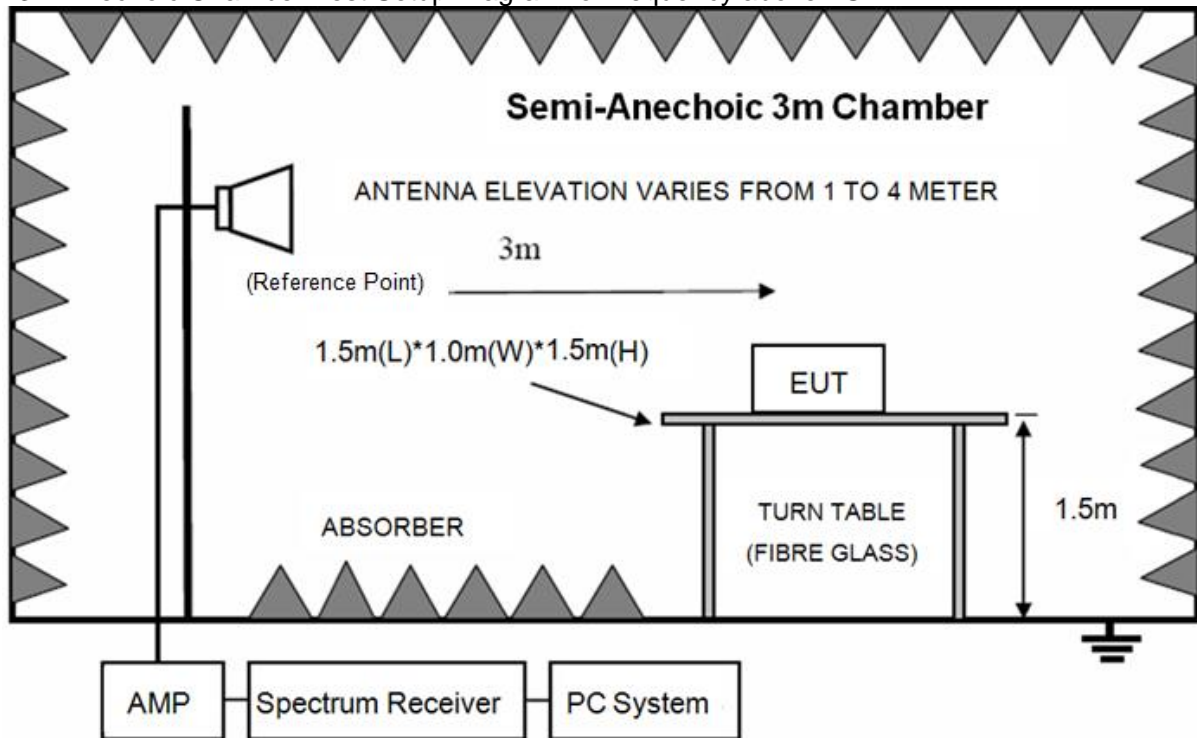 Semi-Anechoic 3m Chamber
ANTENNA ELEVATION VARIES FROM 1 TO 4 METER
3m
(Reference Point)
1.5m(L)*1.0m(W)*1.5m(H)
EUT
ABSORBER
TURN TABLE
(FIBRE GLASS)
1.5m
AMP
Spectrum Receiver
PC System